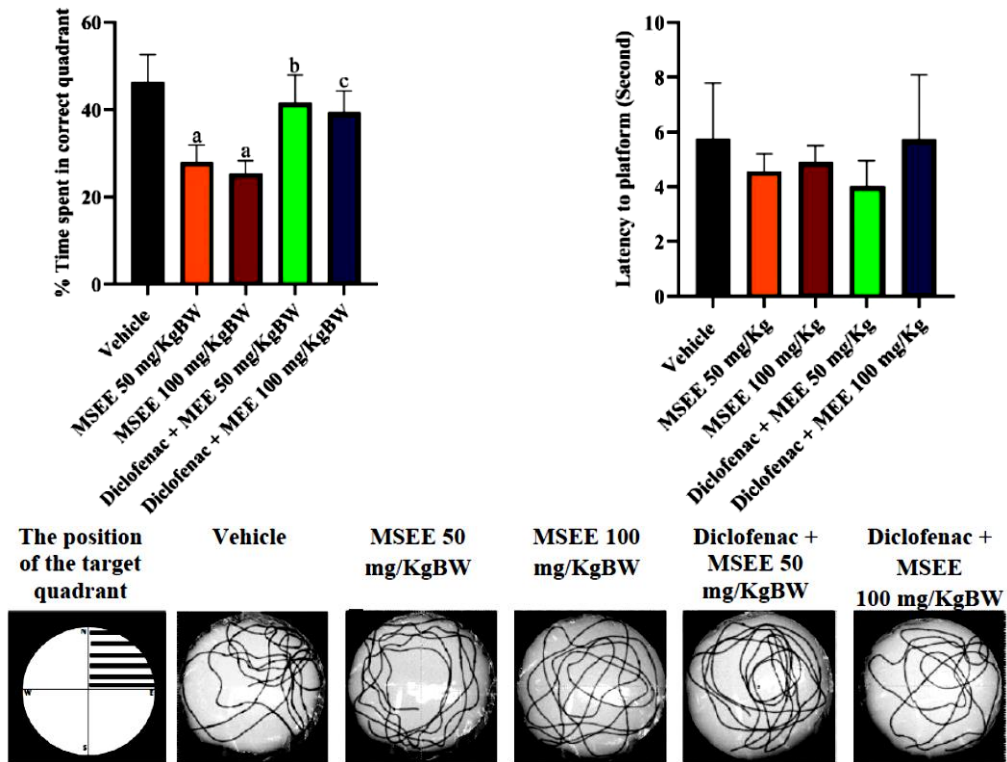 % Time spent in correct quadrant
60
40
20
0
a
a
b
c
Vehicle
MSEE 50 mg/KgBW
MSEE 100 mg/KgBW
Diclofenac + MEE 50 mg/KgBW
Diclofenac + MEE 100 mg/KgBW
Latency to platform (Second)
10
8
6
4
2
0
Vehicle
MSEE 50 mg/Kg
MSEE 100 mg/Kg
Diclofenac + MEE 50 mg/Kg
Diclofenac + MEE 100 mg/Kg
The position
of the target
quadrant
Vehicle
MSEE 50
mg/KgBW
MSEE 100
mg/KgBW
Diclofenac +
MSEE 50
mg/KgBW
Diclofenac +
MSEE
100 mg/KgBW
N
W
E
S